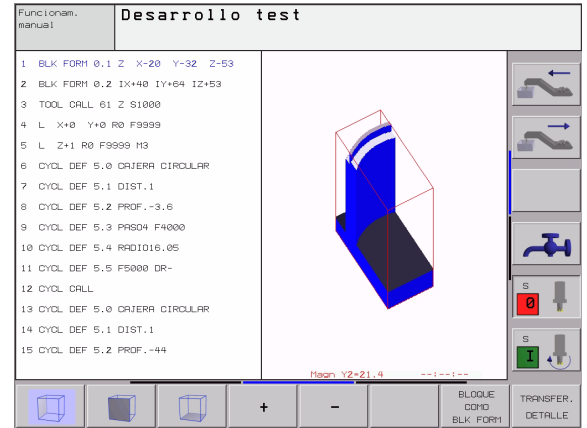 Funcionam.
manual
Desarrollo test
1 BLK FORM 0.1 Z X-20 Y-32 Z-53
2 BLK FORM 0.2 IX+40 IY+64 IZ+53
3 TOOL CALL 61 Z S1000
4 L X+0 Y+0 R0 F9999
5 L Z+1 R0 F9999 M3
6 CYCL DEF 5.0 CAJERA CIRCULAR
7 CYCL DEF 5.1 DIST.1
8 CYCL DEF 5.2 PROF.-3.6
9 CYCL DEF 5.3 PASO4 F4000
10 CYCL DEF 5.4 RADIO16.05
11 CYCL DEF 5.5 F5000 DR-
12 CYCL CALL
13 CYCL DEF 5.0 CAJERA CIRCULAR
14 CYCL DEF 5.1 DIST.1
15 CYCL DEF 5.2 PROF.-44
Magn Y2=21.4 --:--:--
S
0
S
I
+
-
BLOQUE
COMO
BLK FORM
TRANSFER.
DETALLE